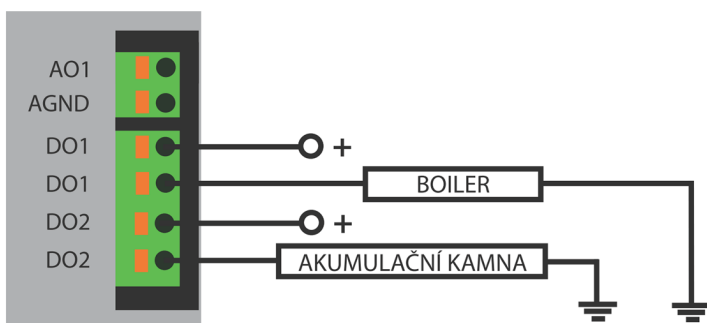 AO1
AGND
DO1 +
DO1 BOILER
DO2 +
DO2 AKUMULAČNÍ KAMNA